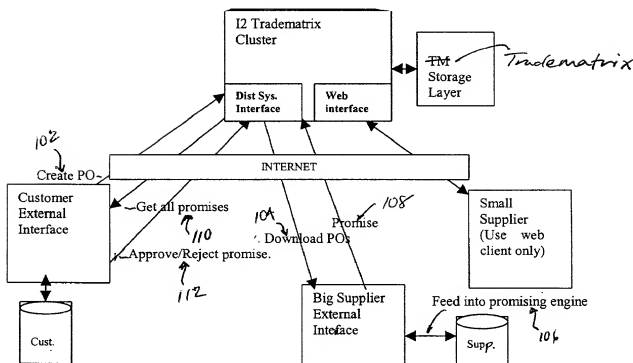 I2 Tradematrix
Cluster
Dist Sys.
Interface
Web
interface
TM
Storage
Layer
Tradematrix
INTERNET
102
Create PO
Customer
External
Interface
Get all promises
110
Approve/Reject promise.
112
104
Download POs
Promise
108
Small
Supplier
(Use web
client only)
Big Supplier
External
Interface
Feed into promising engine
106
Cust.
Supp.